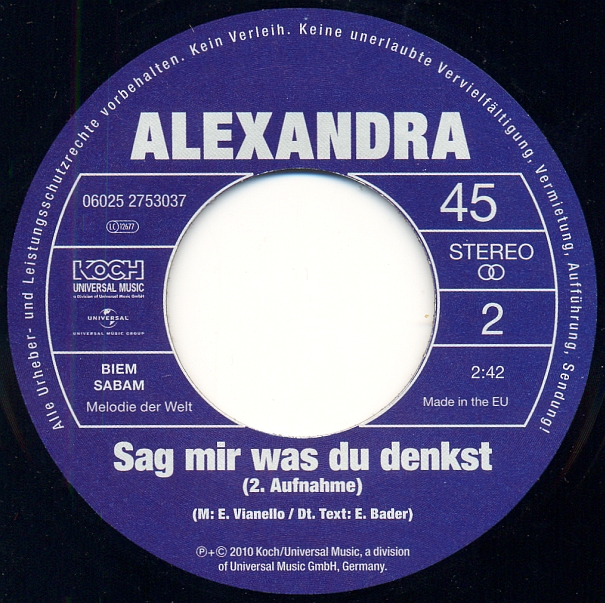 Alle Urheber- und Leistungsschutzrechte vorbehalten. Kein Verleih. Keine unerlaubte Vervielfältigung, Vermietung, Aufführung, Sendung!
ALEXANDRA
06025 2753037
LC 12677
KOCH
UNIVERSAL MUSIC
a Division of Universal Music GmbH
UNIVERSAL
UNIVERSAL MUSIC GROUP
BIEM
SABAM
Melodie der Welt
45
STEREO
2
2:42
Made in the EU
Sag mir was du denkst
(2. Aufnahme)
(M: E. Vianello / Dt. Text: E. Bader)
℗+© 2010 Koch/Universal Music, a division
of Universal Music GmbH, Germany.